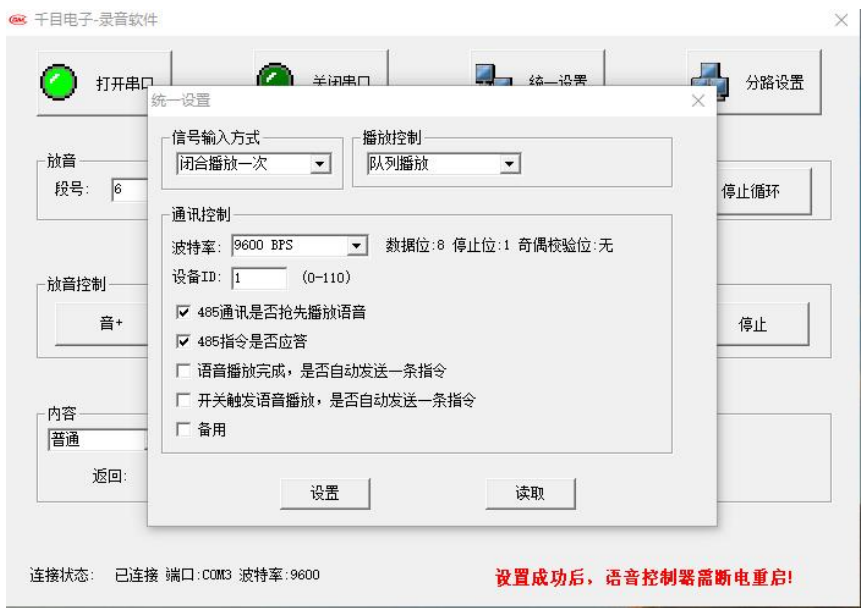 千目电子-录音软件
打开串口
关闭串口
统一设置
分路设置
统一设置
信号输入方式
播放控制
闭合播放一次
队列播放
放音
段号: 6
停止循环
通讯控制
波特率: 9600 BPS 数据位:8 停止位:1 奇偶校验位:无
设备ID: 1 (0-110)
放音控制
音+
停止
485通讯是否抢先播放语音
485指令是否应答
语音播放完成，是否自动发送一条指令
开关触发语音播放，是否自动发送一条指令
备用
内容
普通
返回:
设置
读取
连接状态: 已连接 端口:COM3 波特率:9600
设置成功后，语音控制器需断电重启!